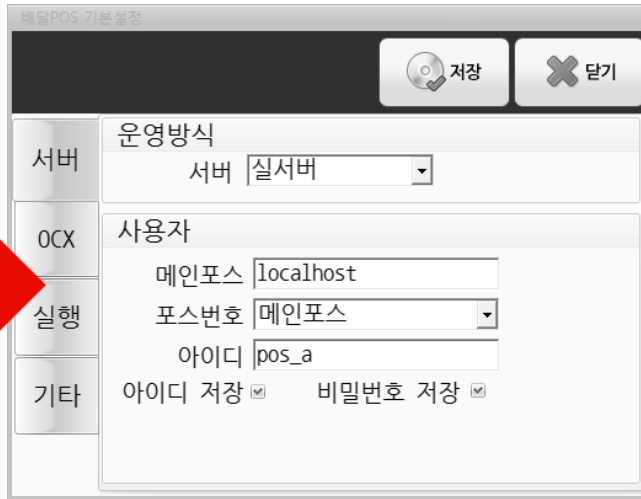 배달POS 기본설정
저장 닫기
서버
OCX
실행
기타
운영방식
서버 실서버
사용자
메인포스 localhost
포스번호 메인포스
아이디 pos_a
아이디 저장 비밀번호 저장